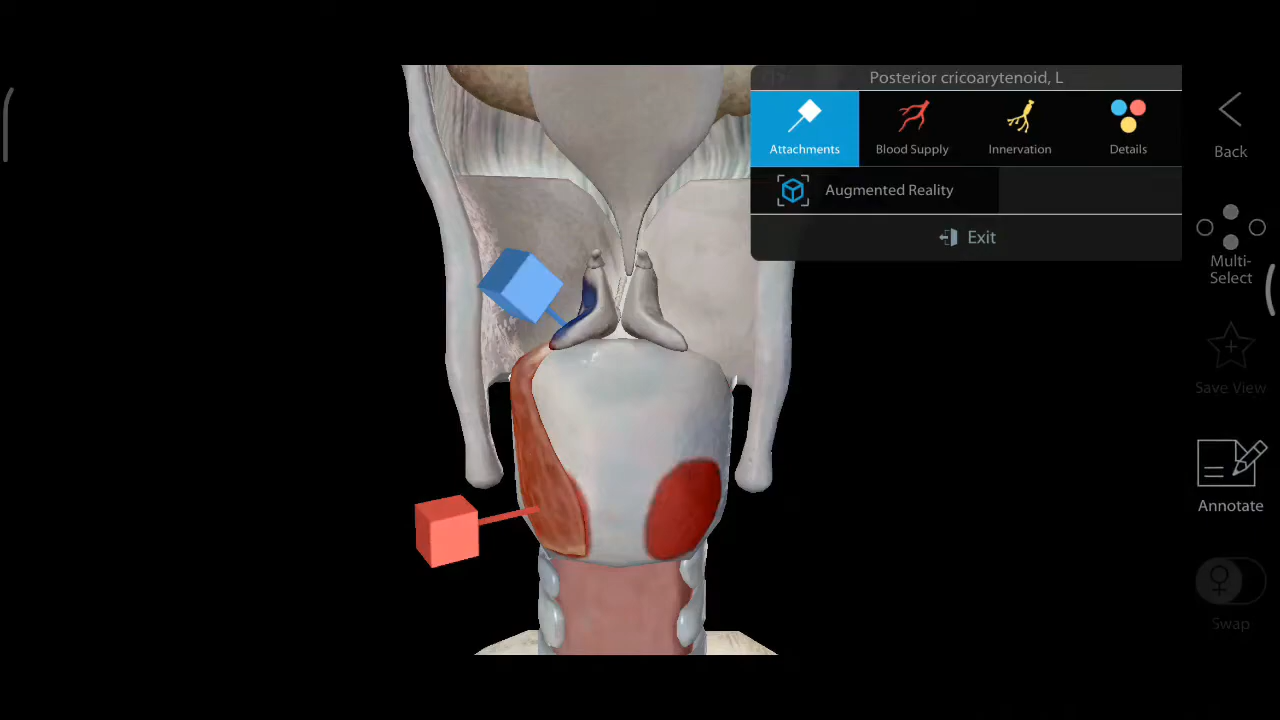 Posterior cricoarytenoid, L
Attachments
Blood Supply
Innervation
Details
Augmented Reality
Exit
Back
Multi-
Select
Save View
Annotate
Swap